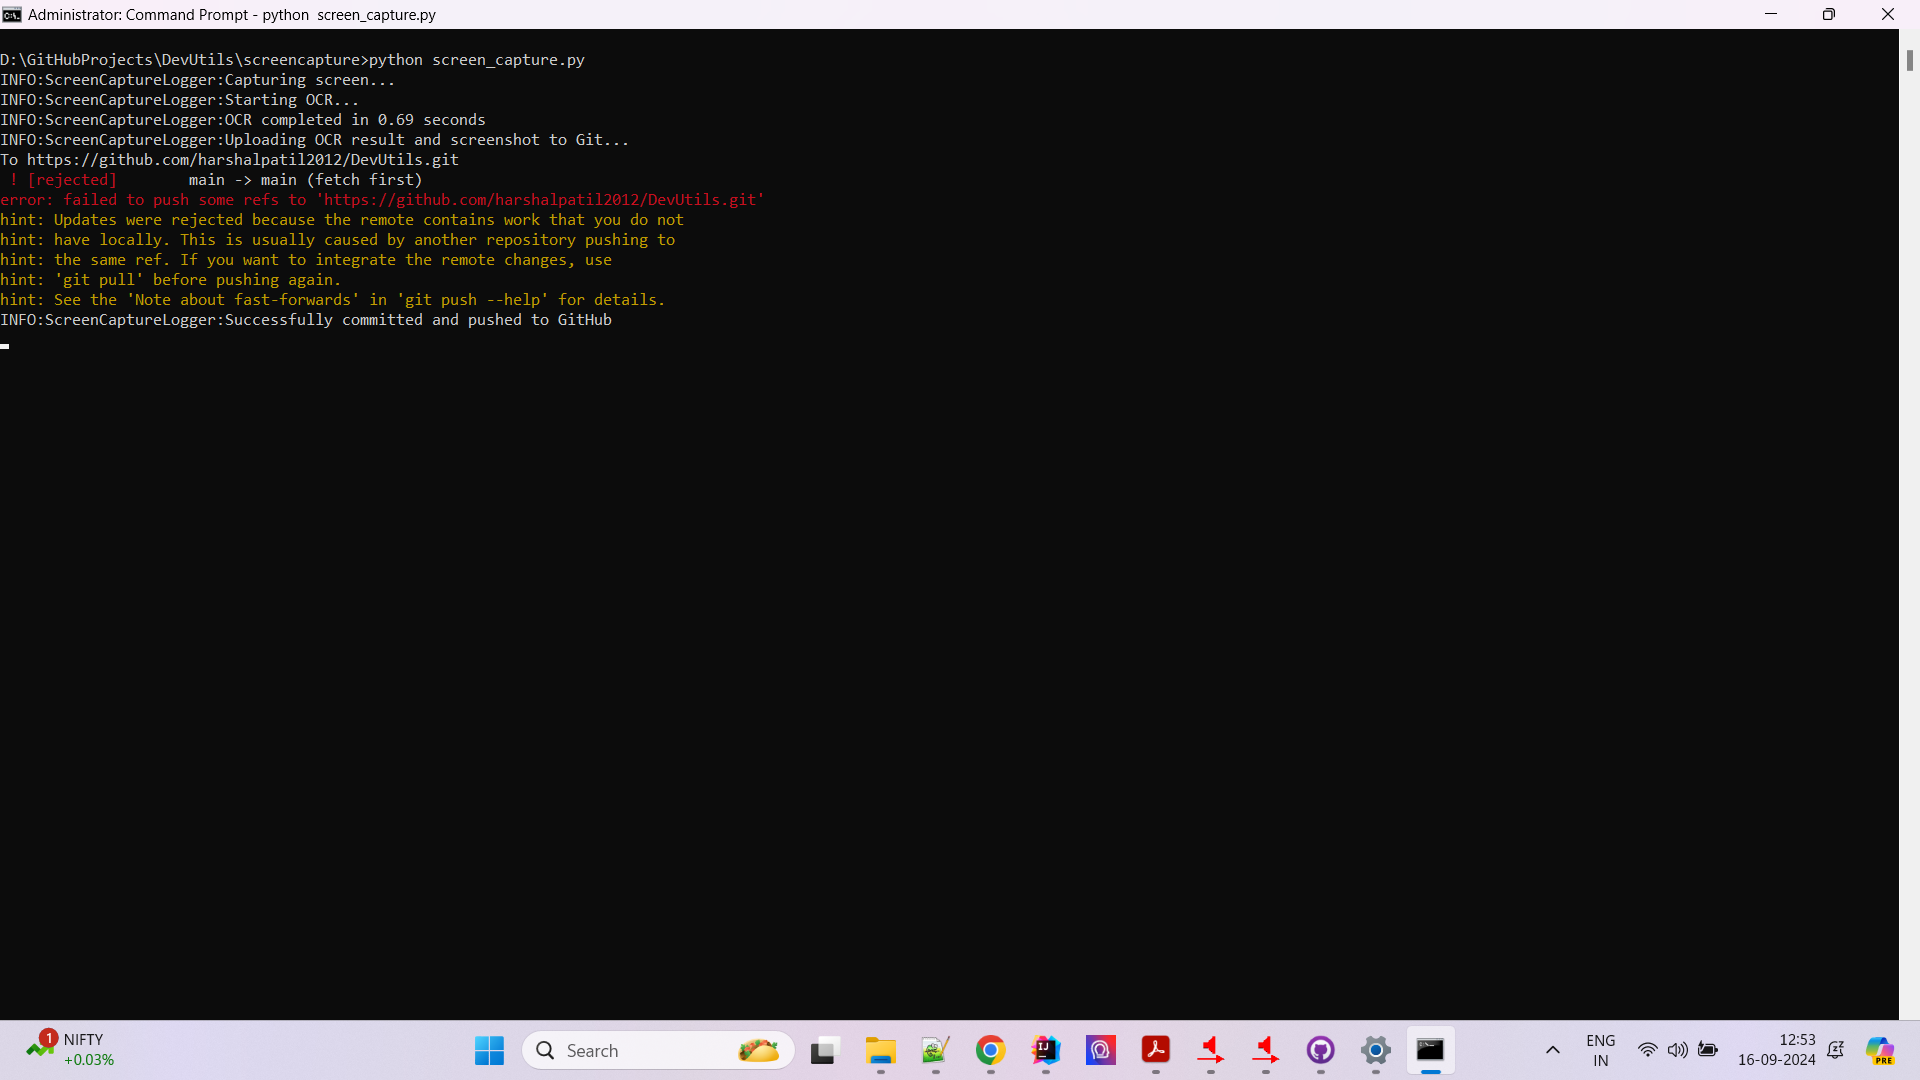 Administrator: Command Prompt - python  screen_capture.py
D:\GitHubProjects\DevUtils\screencapture>python screen_capture.py
INFO:ScreenCaptureLogger:Capturing screen...
INFO:ScreenCaptureLogger:Starting OCR...
INFO:ScreenCaptureLogger:OCR completed in 0.69 seconds
INFO:ScreenCaptureLogger:Uploading OCR result and screenshot to Git...
To https://github.com/harshalpatil2012/DevUtils.git
 ! [rejected]        main -> main (fetch first)
error: failed to push some refs to 'https://github.com/harshalpatil2012/DevUtils.git'
hint: Updates were rejected because the remote contains work that you do not
hint: have locally. This is usually caused by another repository pushing to
hint: the same ref. If you want to integrate the remote changes, use
hint: 'git pull' before pushing again.
hint: See the 'Note about fast-forwards' in 'git push --help' for details.
INFO:ScreenCaptureLogger:Successfully committed and pushed to GitHub
1
NIFTY
+0.03%
Search
IJ
ENG
IN
12:53
16-09-2024
PRE